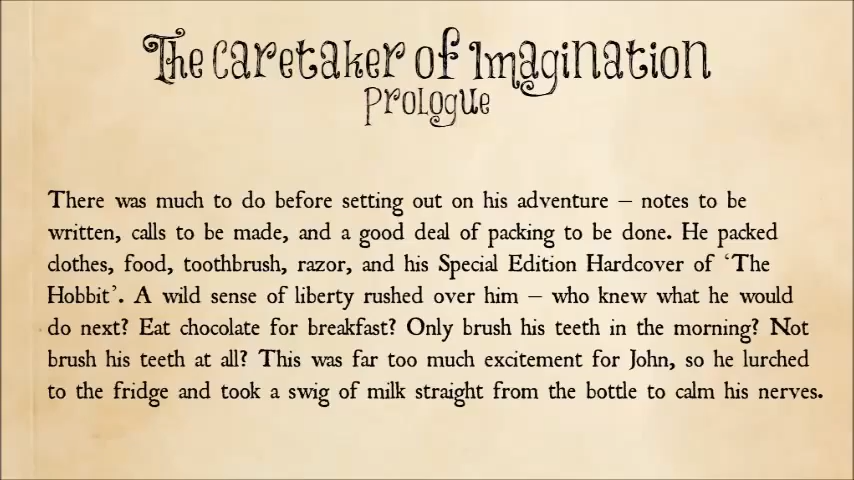 The Caretaker of Imagination
Prologue
There was much to do before setting out on his adventure – notes to be
written, calls to be made, and a good deal of packing to be done. He packed
clothes, food, toothbrush, razor, and his Special Edition Hardcover of ‘The
Hobbit’. A wild sense of liberty rushed over him – who knew what he would
do next? Eat chocolate for breakfast? Only brush his teeth in the morning? Not
brush his teeth at all? This was far too much excitement for John, so he lurched
to the fridge and took a swig of milk straight from the bottle to calm his nerves.